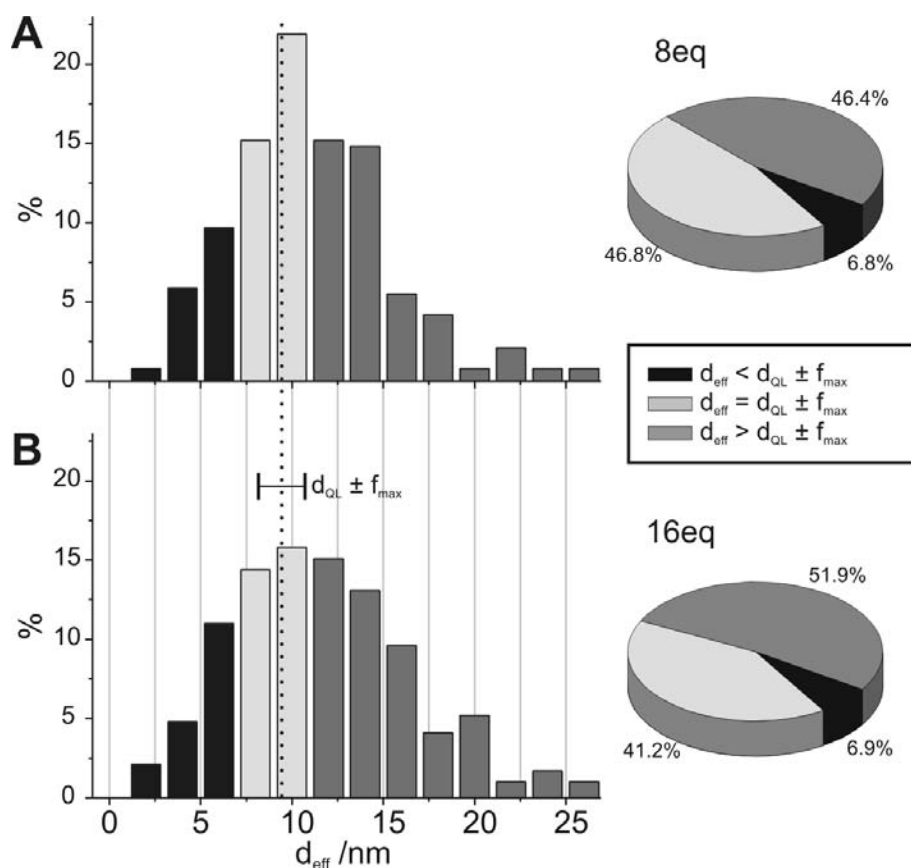 A
%
20
15
10
5
0
8eq
46.4%
46.8%
6.8%
d_eff < d_QL ± f_max
d_eff = d_QL ± f_max
d_eff > d_QL ± f_max
B
%
20
15
10
5
0
d_QL ± f_max
16eq
51.9%
41.2%
6.9%
0 5 10 15 20 25
d_eff /nm